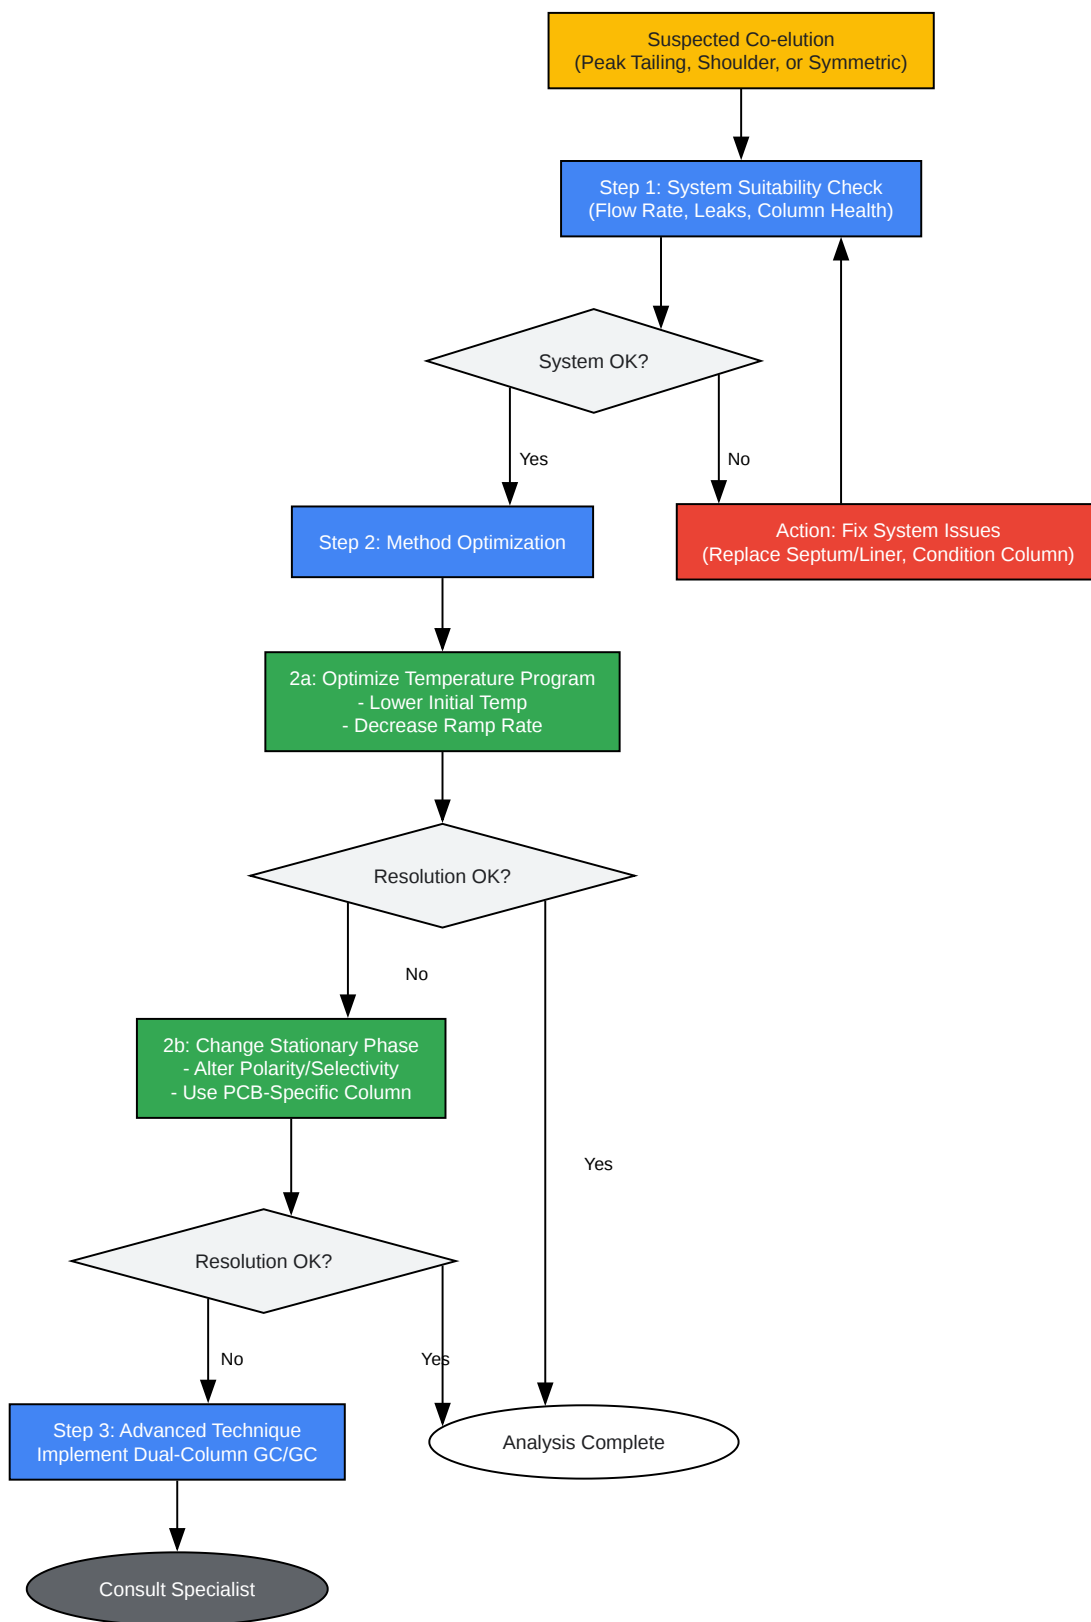 Suspected Co-elution
(Peak Tailing, Shoulder, or Symmetric)
Step 1: System Suitability Check
(Flow Rate, Leaks, Column Health)
System OK?
Yes
No
Step 2: Method Optimization
Action: Fix System Issues
(Replace Septum/Liner, Condition Column)
2a: Optimize Temperature Program
- Lower Initial Temp
- Decrease Ramp Rate
Resolution OK?
No
2b: Change Stationary Phase
- Alter Polarity/Selectivity
- Use PCB-Specific Column
Yes
Resolution OK?
No
Yes
Step 3: Advanced Technique
Implement Dual-Column GC/GC
Analysis Complete
Consult Specialist